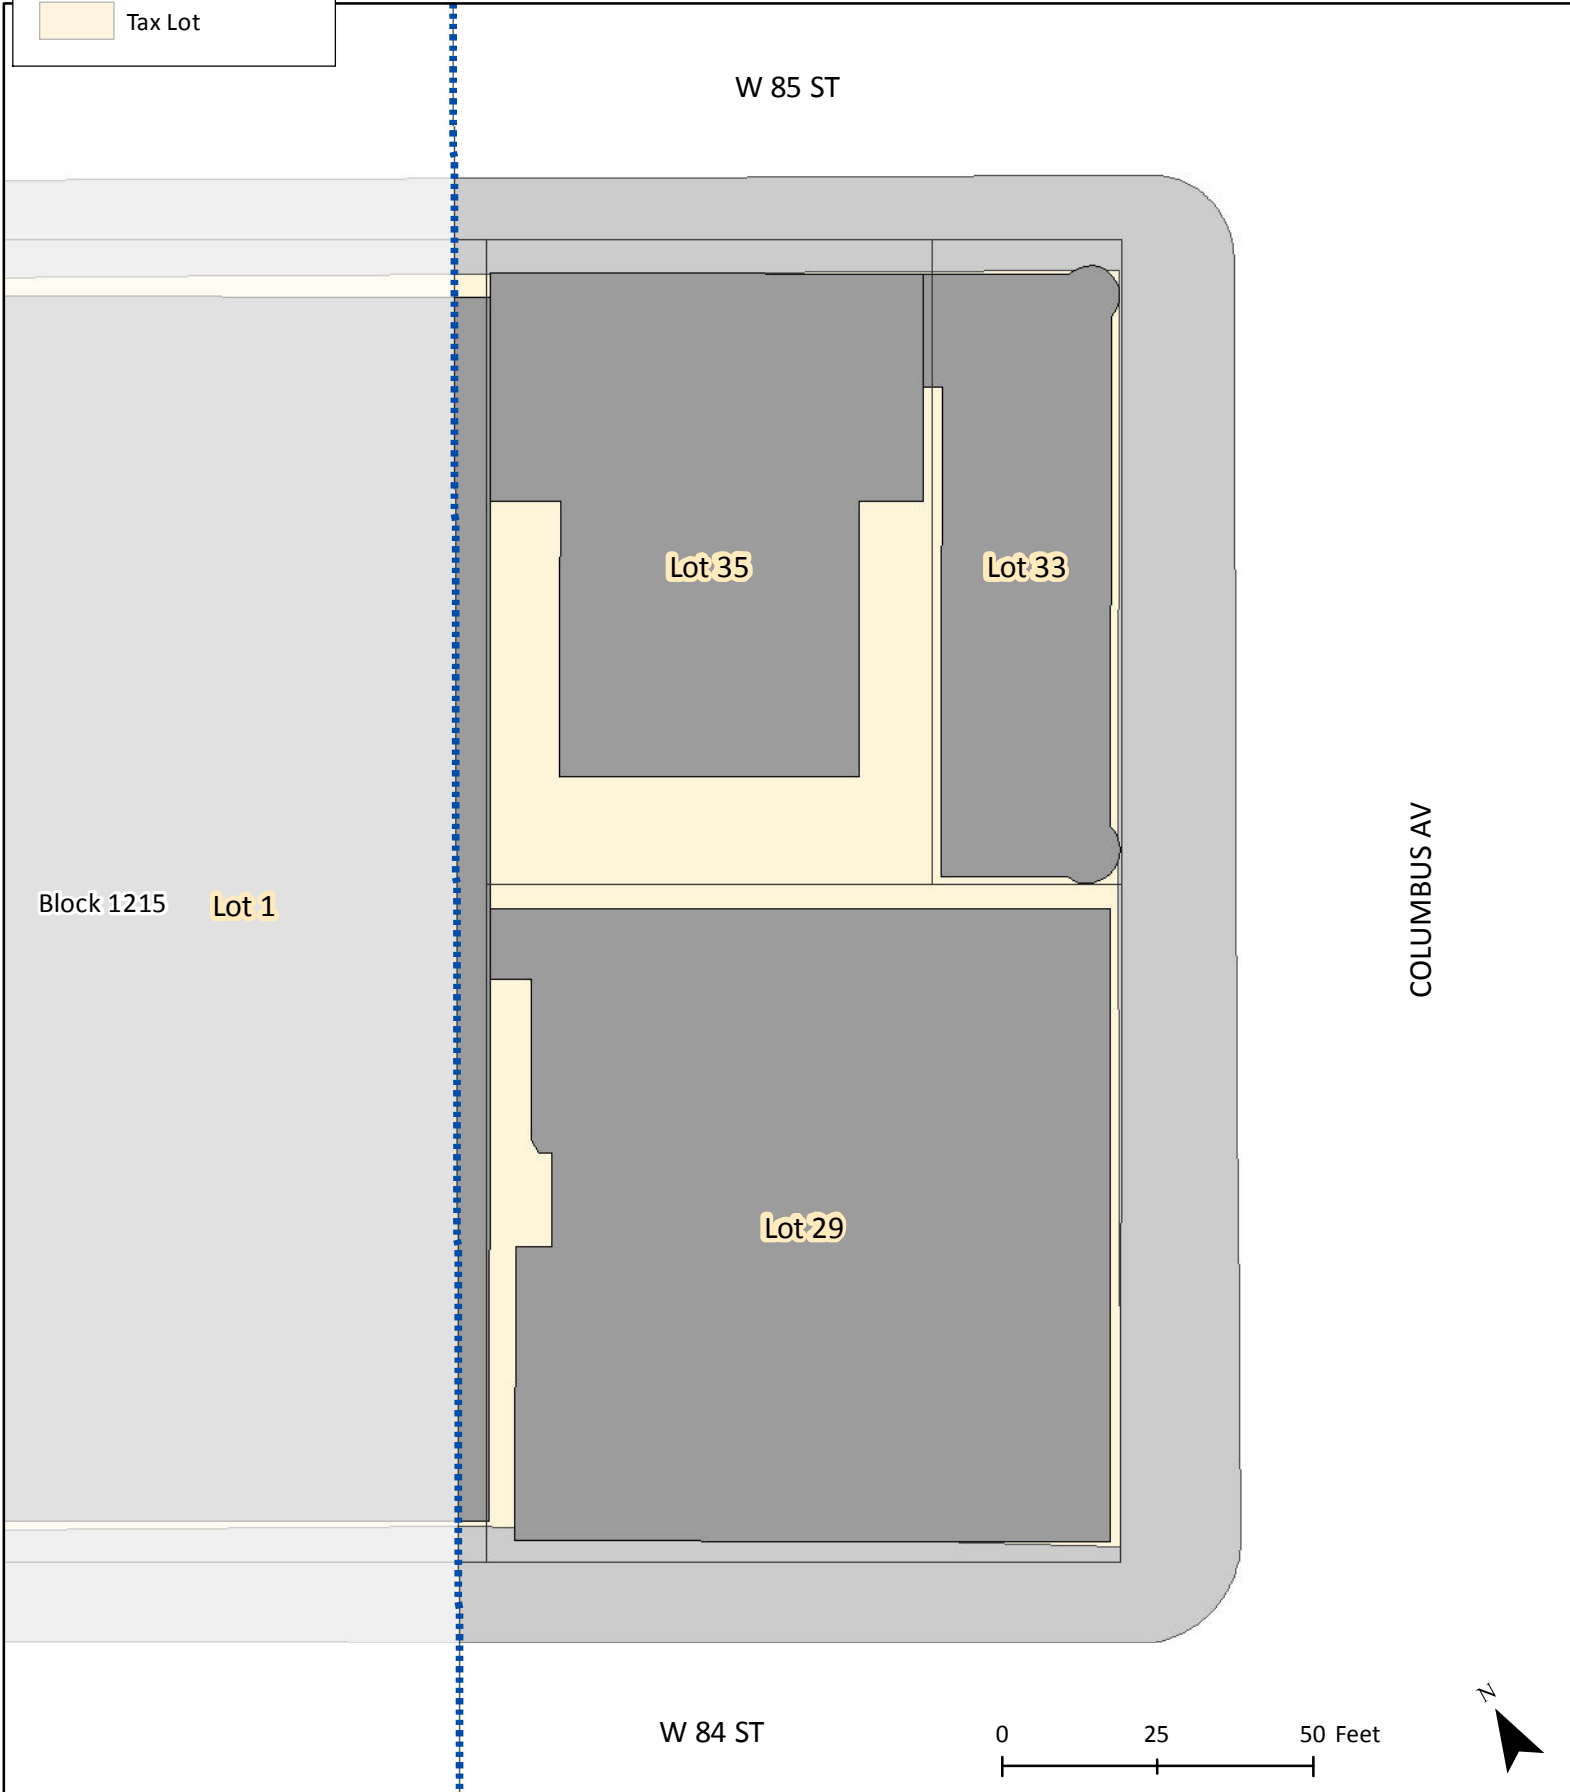 Tax Lot
W 85 ST
Lot 35
Lot 33
COLUMBUS AV
Block 1215
Lot 1
Lot 29
N
W 84 ST
0
25
50 Feet